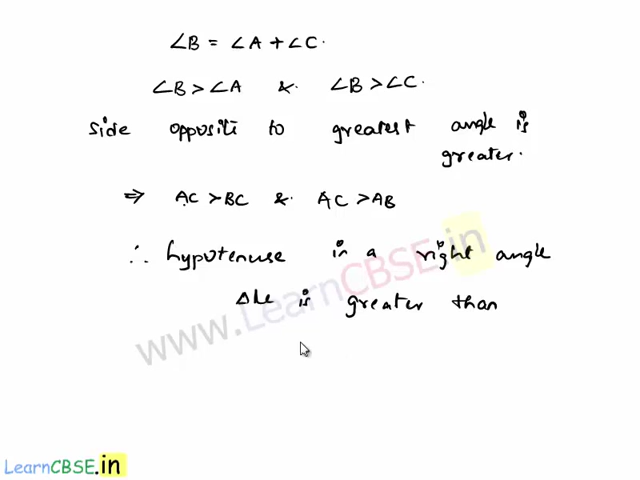 ∠B = ∠A + ∠C.
∠B > ∠A & ∠B > ∠C.
side opposite to greatest angle is
greater.
⇒ AC > BC & AC > AB
∴ hypotenuse in a right angle
Δle is greater than
www.LearnCBSE.in
LearnCBSE.in